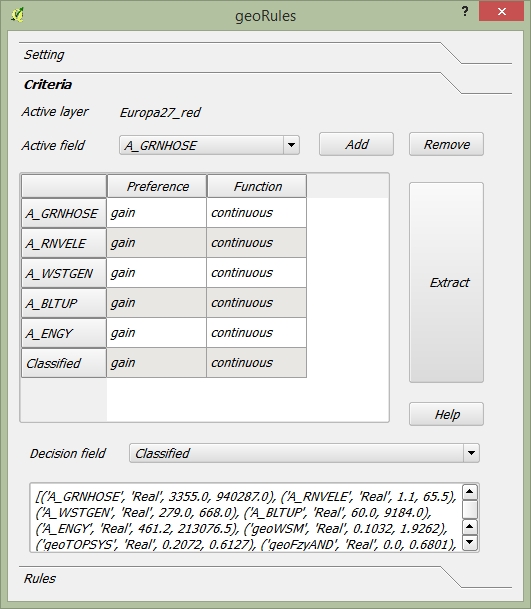 geoRules
?
Setting
Criteria
Active layer Europa27_red
Active field A_GRNHOSE Add Remove
Preference Function
A_GRNHOSE gain continuous
A_RNVELE gain continuous
A_WSTGEN gain continuous
A_BLTUP gain continuous
A_ENGY gain continuous
Classified gain continuous
Extract
Help
Decision field Classified
[('A_GRNHOSE', 'Real', 3355.0, 940287.0), ('A_RNVELE', 'Real', 1.1, 65.5),
('A_WSTGEN', 'Real', 279.0, 668.0), ('A_BLTUP', 'Real', 60.0, 9184.0),
('A_ENGY', 'Real', 461.2, 213076.5), ('geoWSM', 'Real', 0.1032, 1.9262),
('geoTOPSYS', 'Real', 0.2072, 0.6127), ('geoFzyAND', 'Real', 0.0, 0.6801),
Rules